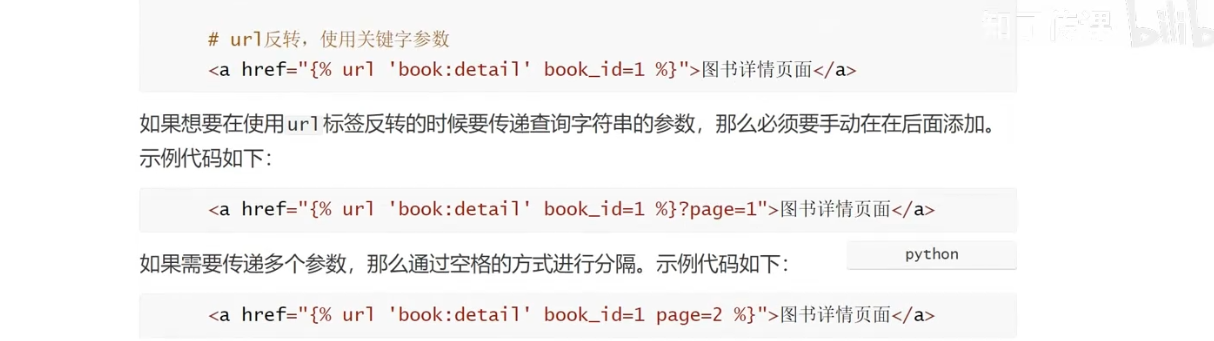 知了传课 bilibili
# url反转，使用关键字参数
<a href="{% url 'book:detail' book_id=1 %}">图书详情页面</a>
如果想要在使用url标签反转的时候要传递查询字符串的参数，那么必须要手动在在后面添加。
示例代码如下：
<a href="{% url 'book:detail' book_id=1 %}?page=1">图书详情页面</a>
如果需要传递多个参数，那么通过空格的方式进行分隔。示例代码如下：
python
<a href="{% url 'book:detail' book_id=1 page=2 %}">图书详情页面</a>